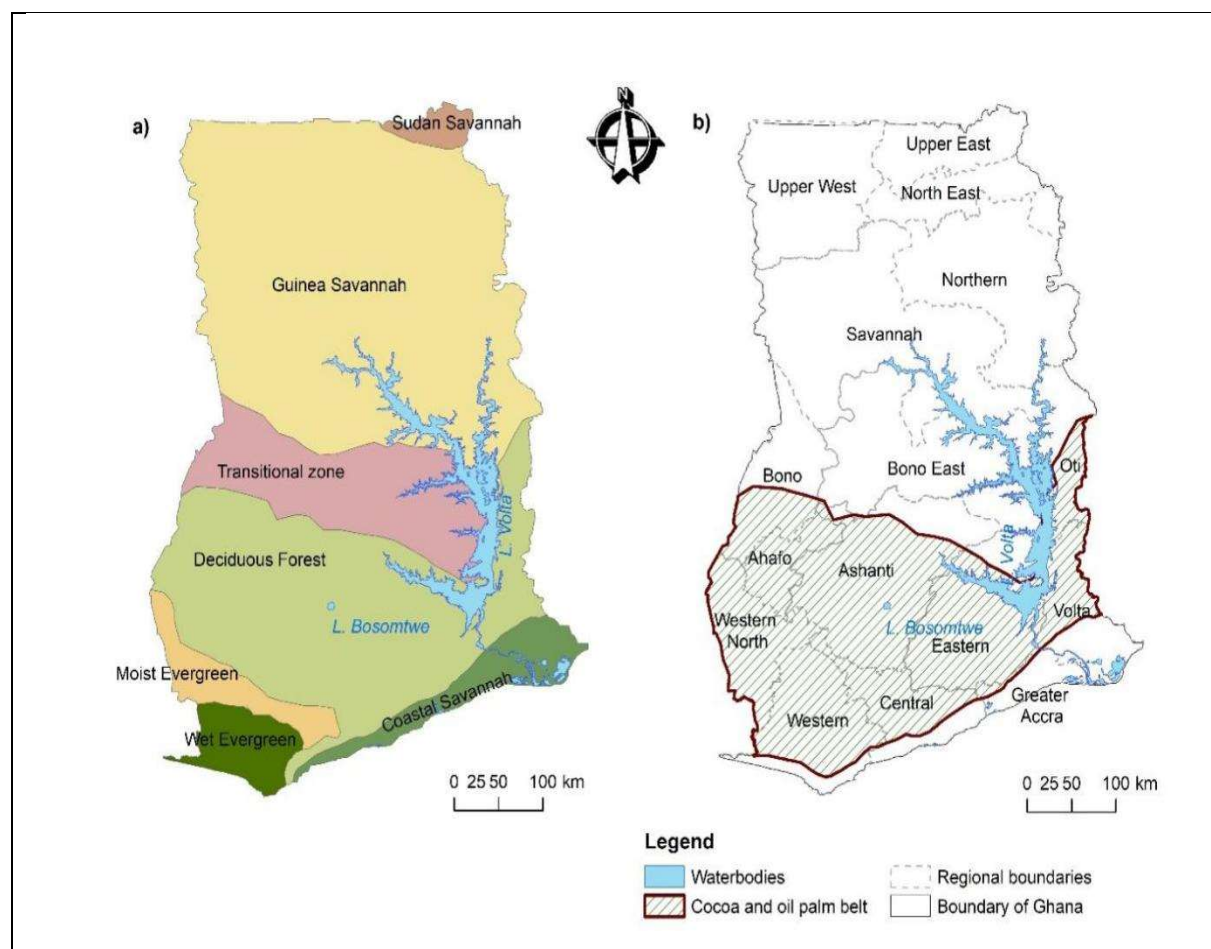 a)
Sudan Savannah
Guinea Savannah
Transitional zone
Deciduous Forest
L. Volta
L. Bosomtwe
Moist Evergreen
Coastal Savannah
Wet Evergreen
0 25 50 100 km
N
b)
Upper East
Upper West
North East
Northern
Savannah
Bono
Bono East
Oti
Volta
Ahafo
Ashanti
Volta
Western
North
L. Bosomtwe
Eastern
Central
Greater
Accra
Western
0 25 50 100 km
Legend
Waterbodies
Regional boundaries
Cocoa and oil palm belt
Boundary of Ghana